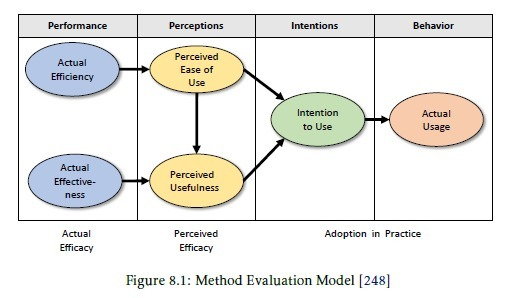 Performance
Perceptions
Intentions
Behavior
Actual
Efficiency
Perceived
Ease of
Use
Intention
to Use
Actual
Usage
Actual
Effective-
ness
Perceived
Usefulness
Actual
Efficacy
Perceived
Efficacy
Adoption in Practice
Figure 8.1: Method Evaluation Model [248]